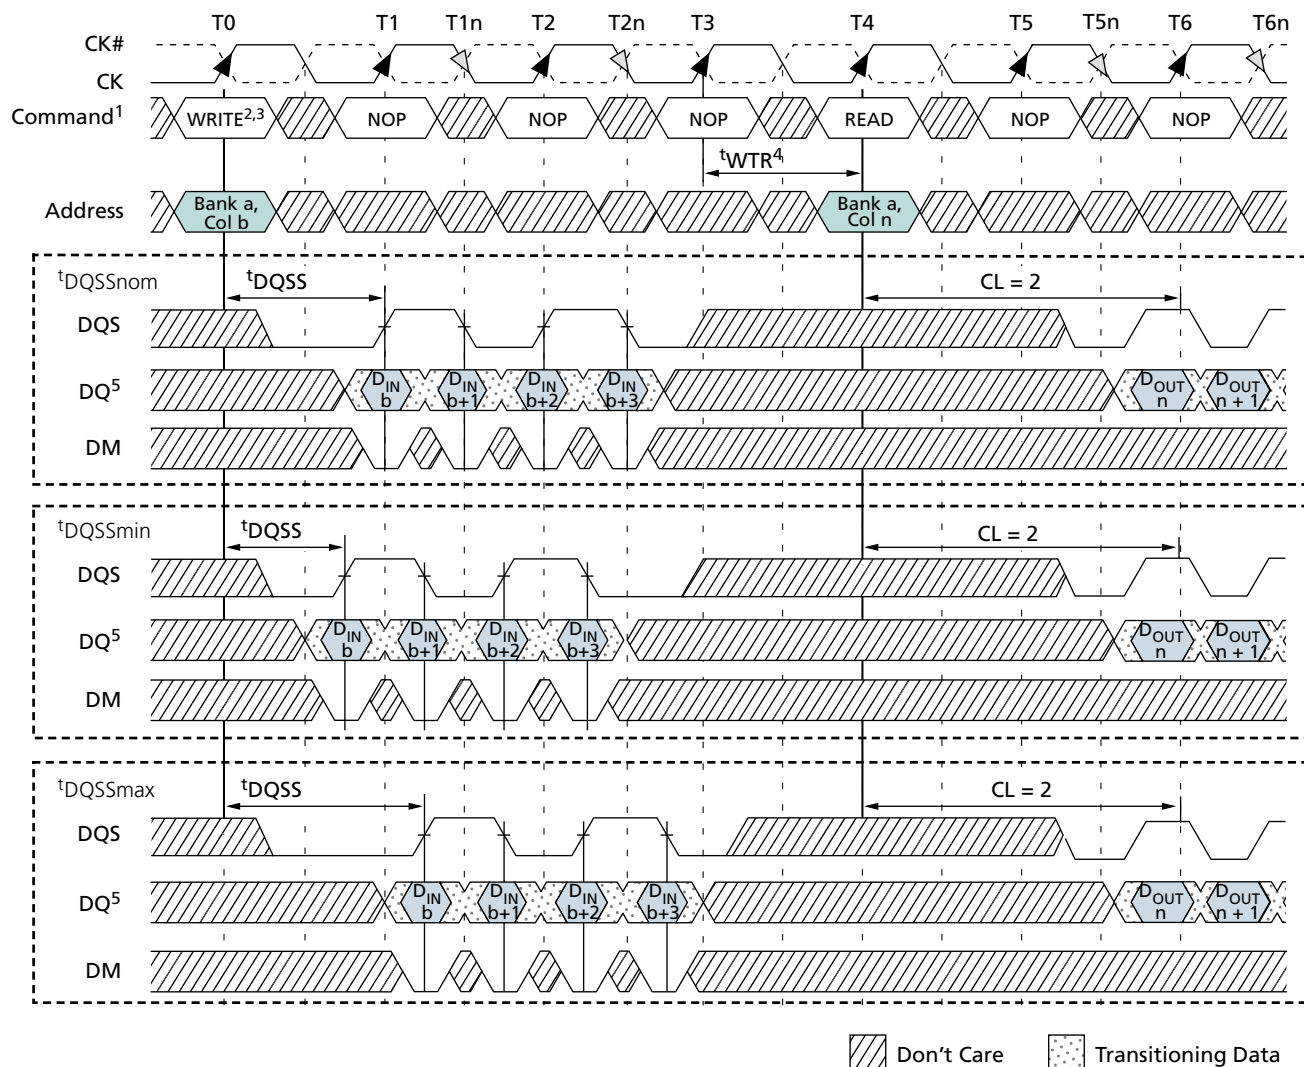 T0 T1 T1n T2 T2n T3 T4 T5 T5n T6 T6n
CK#
CK
Command1 WRITE2,3 NOP NOP NOP READ NOP NOP
tWTR4
Address Bank a, Col b Bank a, Col n
tDQSSnom tDQSS CL = 2
DQS
DQ5 DIN b DIN b+1 DIN b+2 DIN b+3 DOUT n DOUT n + 1
DM
tDQSSmin tDQSS CL = 2
DQS
DQ5 DIN b DIN b+1 DIN b+2 DIN b+3 DOUT n DOUT n + 1
DM
tDQSSmax tDQSS CL = 2
DQS
DQ5 DIN b DIN b+1 DIN b+2 DIN b+3 DOUT n DOUT n + 1
DM
Don't Care Transitioning Data